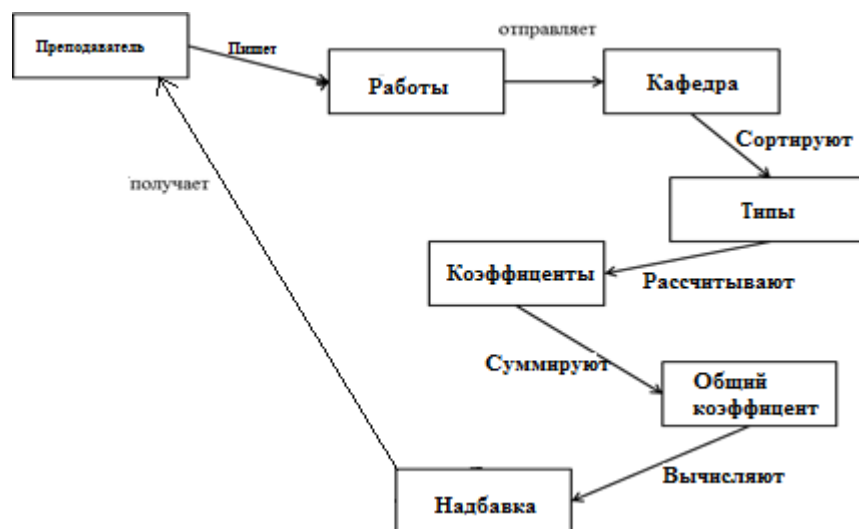 отправляет
Преподаватель
Пишет
Работы
Кафедра
Сортируют
получает
Типы
Коэффиценты
Рассчитывают
Суммируют
Общий
коэффицент
Вычисляют
Надбавка